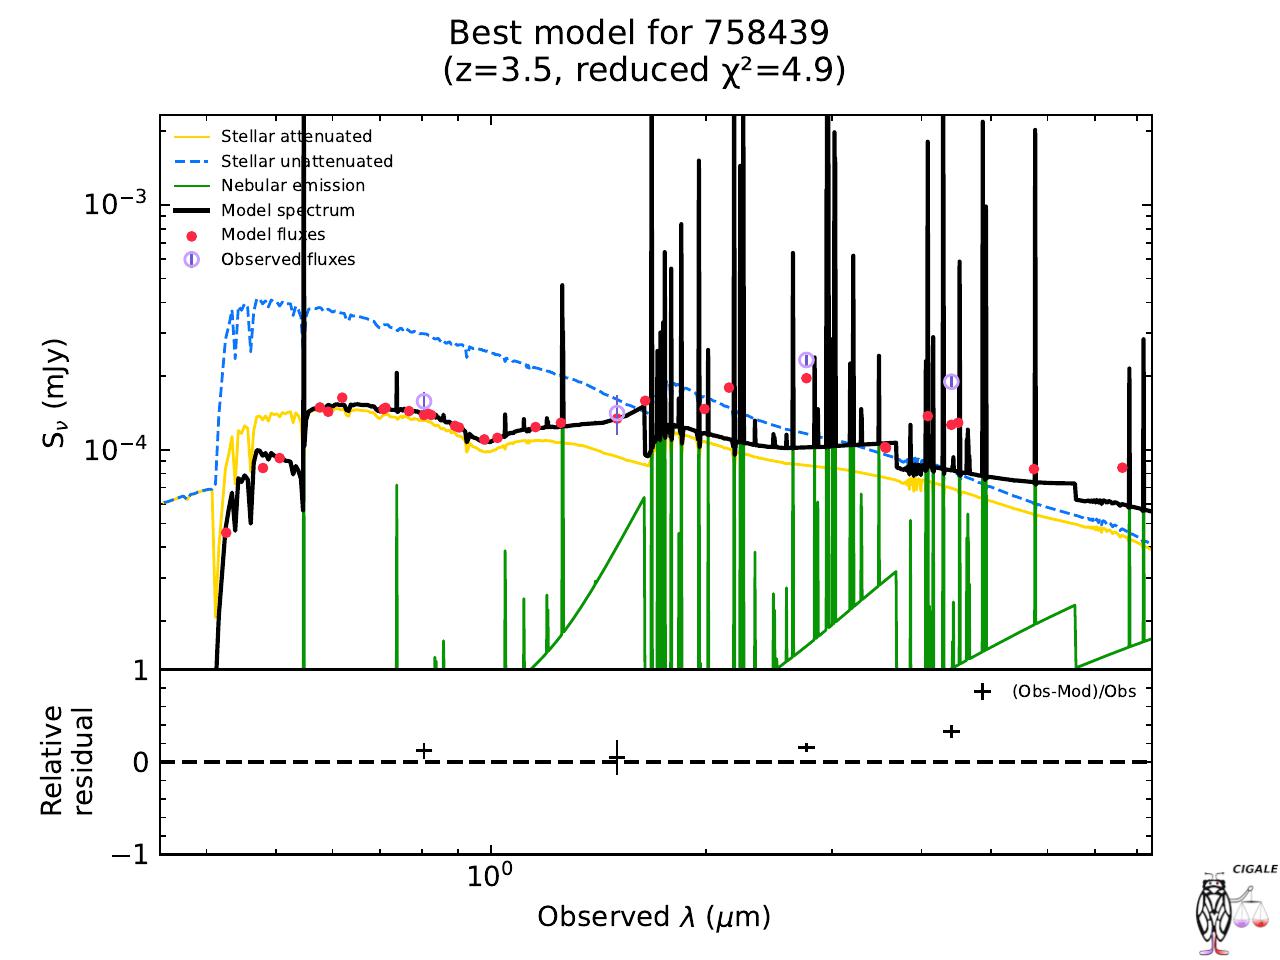 Best model for 758439
(z=3.5, reduced χ²=4.9)
Stellar attenuated
Stellar unattenuated
Nebular emission
Model spectrum
Model fluxes
Observed fluxes
10⁻³
10⁻⁴
S𝜈 (mJy)
1
0
−1
Relative
residual
(Obs-Mod)/Obs
10⁰
Observed λ (μm)
CIGALE